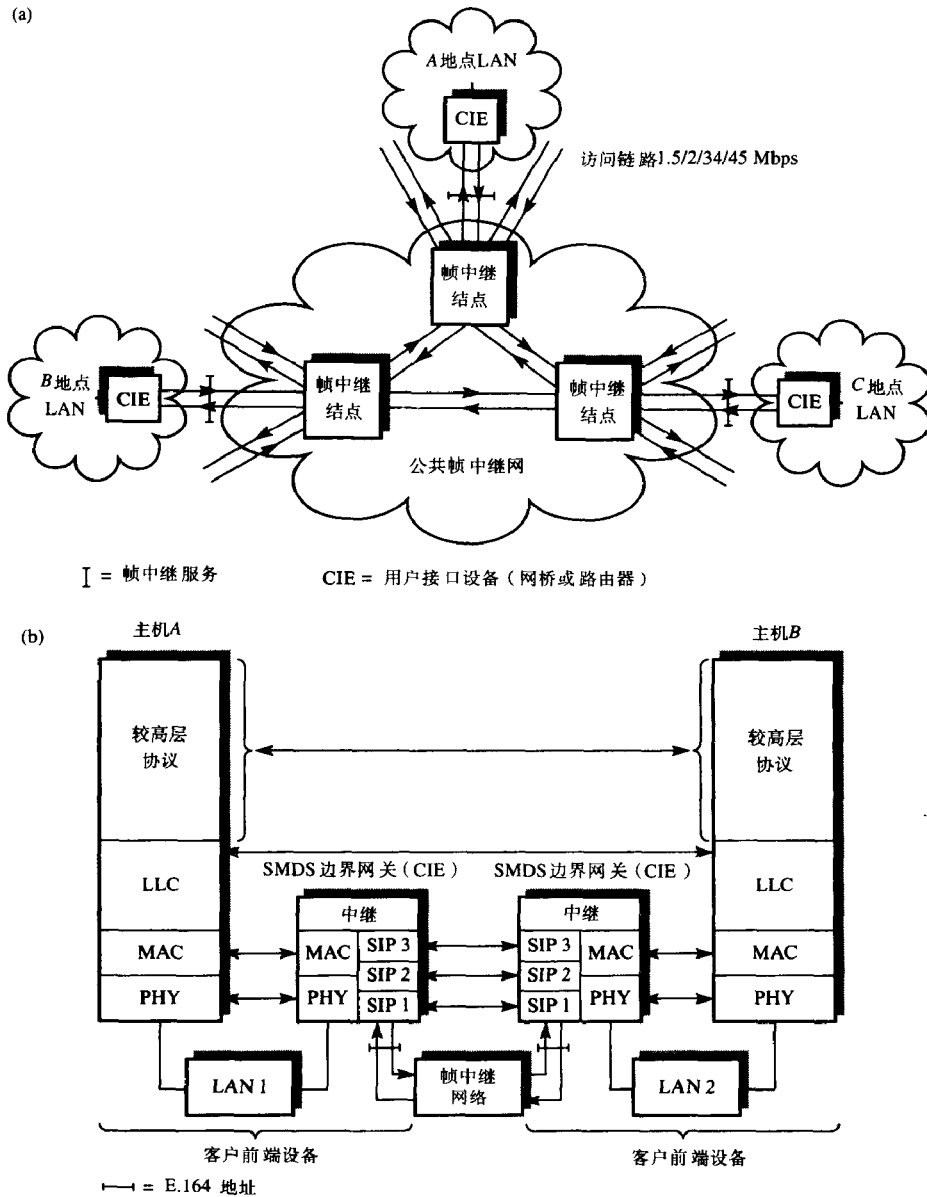 (a)
A地点LAN
CIE
访问链路1.5/2/34/45 Mbps
帧中继
结点
B地点
LAN
CIE
帧中继
结点
帧中继
结点
CIE
C地点
LAN
公共帧中继网
= 帧中继服务
CIE = 用户接口设备（网桥或路由器）
(b)
主机A
主机B
较高层
协议
较高层
协议
SMDS边界网关（CIE）
SMDS边界网关（CIE）
LLC
LLC
中继
中继
MAC
MAC
SIP 3
SIP 3
MAC
MAC
SIP 2
SIP 2
PHY
PHY
SIP 1
SIP 1
PHY
PHY
LAN 1
帧中继
网络
LAN 2
客户前端设备
客户前端设备
= E.164 地址